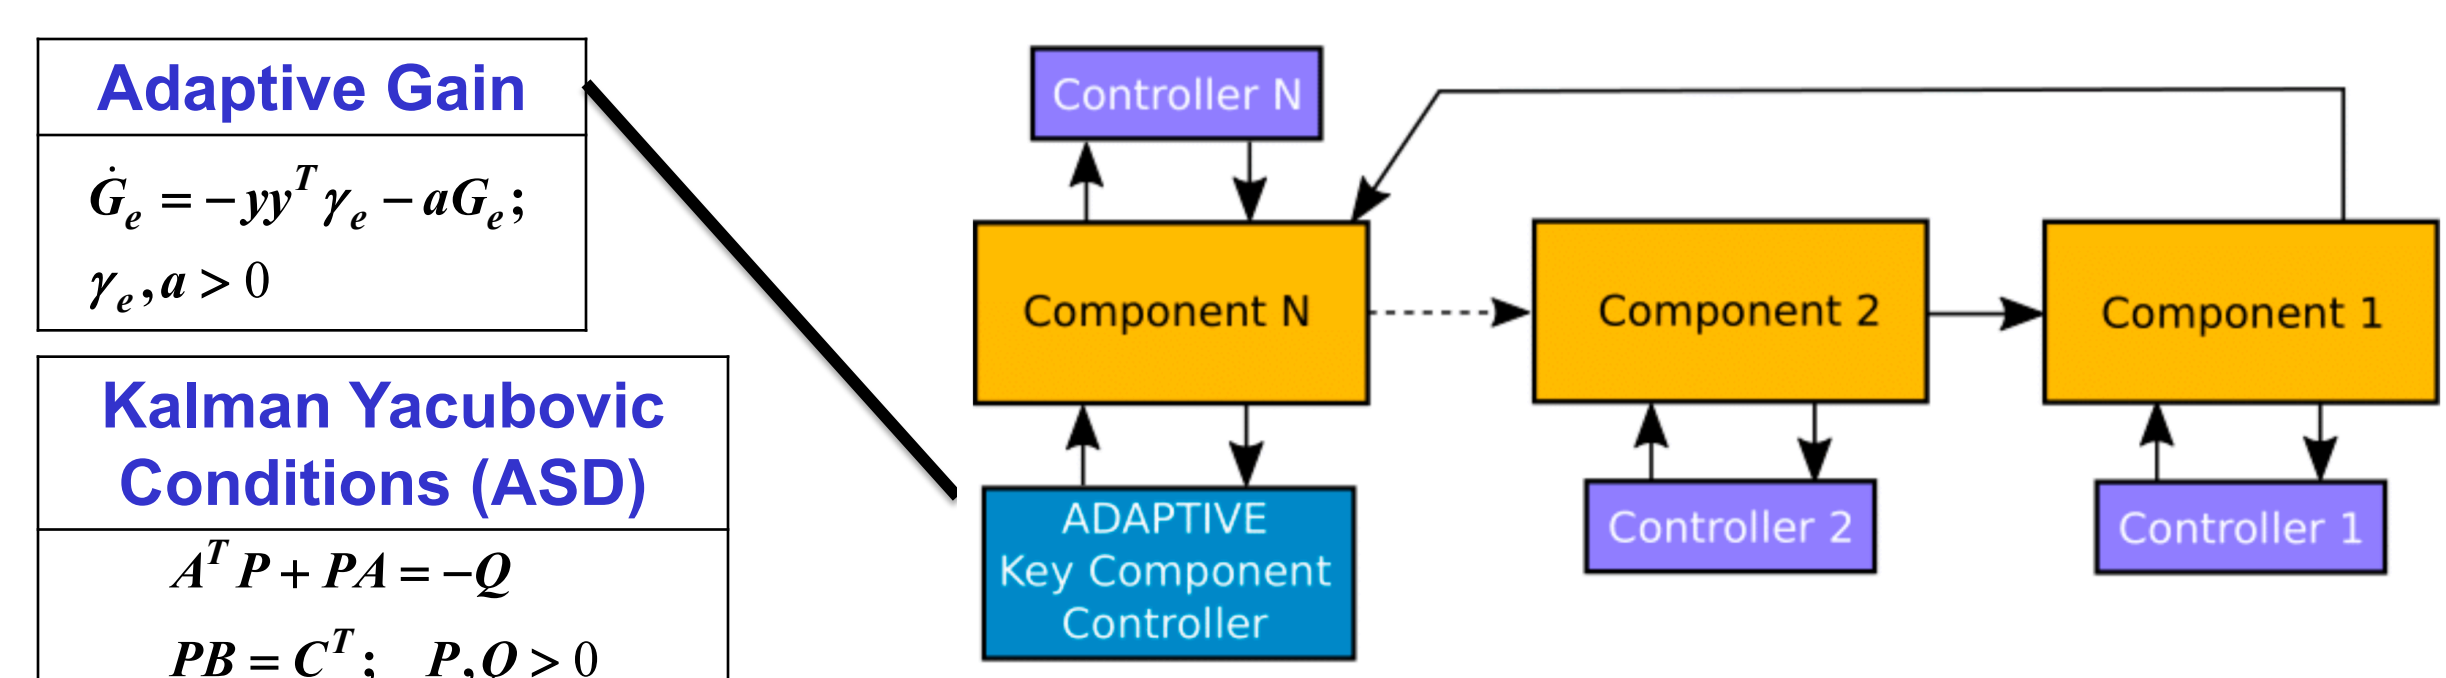 Adaptive Gain
Ġₑ = −yyᵀγₑ − aGₑ;
γₑ, a > 0
Kalman Yacubovic
Conditions (ASD)
AᵀP + PA = −Q
PB = Cᵀ; P, Q > 0
Controller N
Component N
Component 2
Component 1
ADAPTIVE
Key Component
Controller
Controller 2
Controller 1